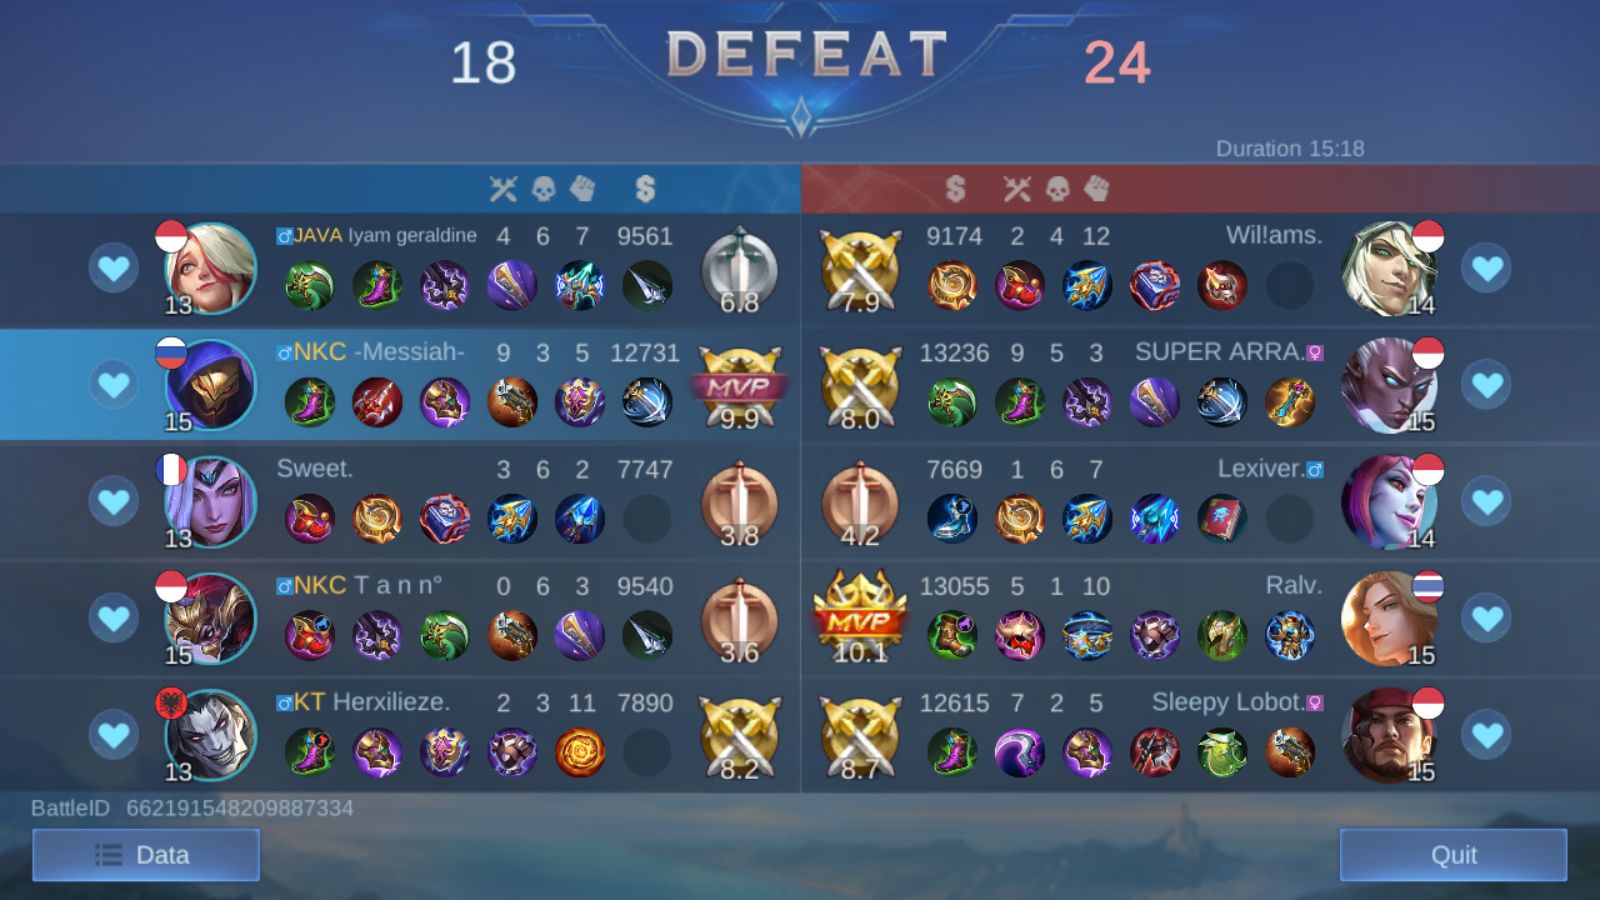 18 DEFEAT 24
Duration 15:18
JAVA Iyam geraldine 4 6 7 9561
13 6.8
7.9 9174 2 4 12 Wil!ams.
14
NKC -Messiah- 9 3 5 12731 MVP
15 9.9
8.0 13236 9 5 3 SUPER ARRA.
15
Sweet. 3 6 2 7747
13 3.8
4.2 7669 1 6 7 Lexiver.
14
NKC T a n n° 0 6 3 9540
15 3.6
MVP 10.1 13055 5 1 10 Ralv.
15
KT Herxilieze. 2 3 11 7890
13 8.2
8.7 12615 7 2 5 Sleepy Lobot.
15
BattleID 662191548209887334
Data
Quit